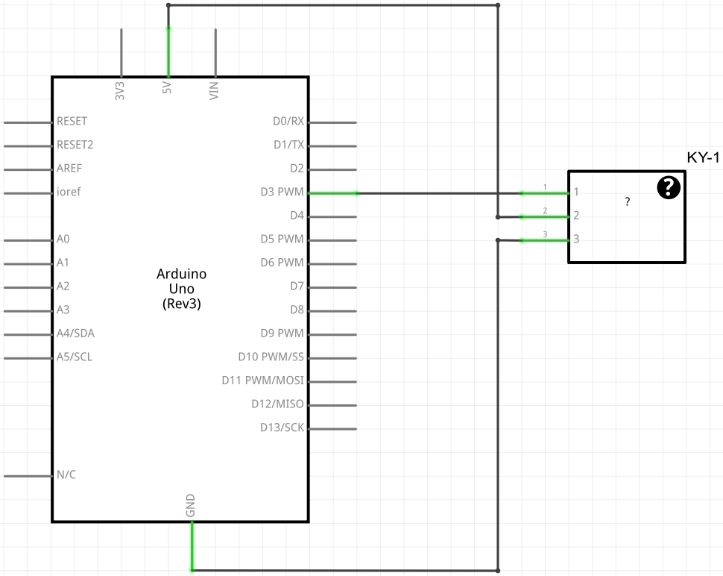 3V3
5V
VIN
RESET
RESET2
AREF
ioref
A0
A1
A2
A3
A4/SDA
A5/SCL
N/C
Arduino
Uno
(Rev3)
D0/RX
D1/TX
D2
D3 PWM
D4
D5 PWM
D6 PWM
D7
D8
D9 PWM
D10 PWM/SS
D11 PWM/MOSI
D12/MISO
D13/SCK
GND
KY-1
?
?
1 1
2 2
3 3